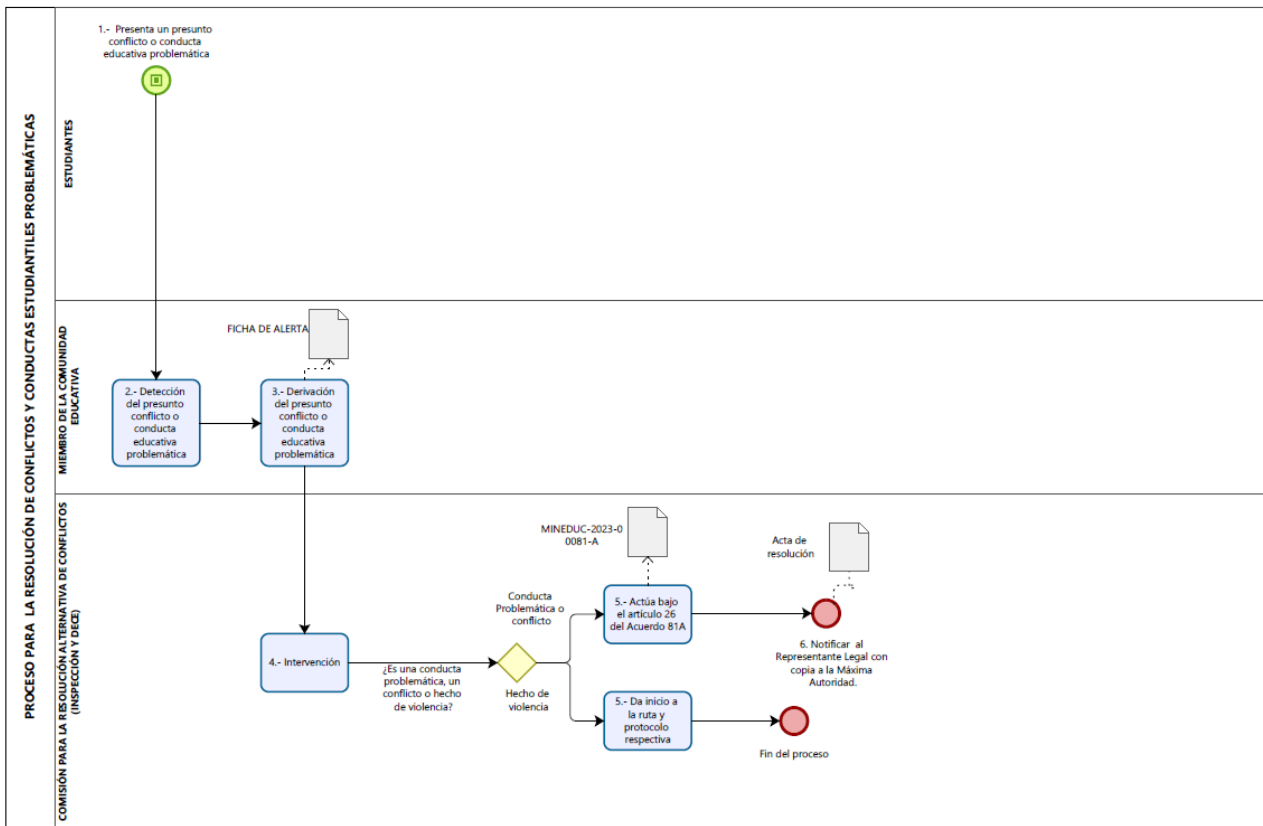 PROCESO PARA LA RESOLUCIÓN DE CONFLICTOS Y CONDUCTAS ESTUDIANTILES PROBLEMÁTICAS
ESTUDIANTES
1.- Presenta un presunto
conflicto o conducta
educativa problemática
MIEMBRO DE LA COMUNIDAD
EDUCATIVA
FICHA DE ALERTA
2.- Detección
del presunto
conflicto o
conducta
educativa
problemática
3.- Derivación
del presunto
conflicto o
conducta
educativa
problemática
COMISIÓN PARA LA RESOLUCIÓN ALTERNATIVA DE CONFLICTOS
(INSPECCIÓN Y DECE)
4.- Intervención
¿Es una conducta
problemática, un
conflicto o hecho
de violencia?
Conducta
Problemática o
conflicto
Hecho de
violencia
MINEDUC-2023-0
0081-A
5.- Actúa bajo
el artículo 26
del Acuerdo 81A
Acta de
resolución
6. Notificar al
Representante Legal con
copia a la Máxima
Autoridad.
5.- Da inicio a
la ruta y
protocolo
respectiva
Fin del proceso